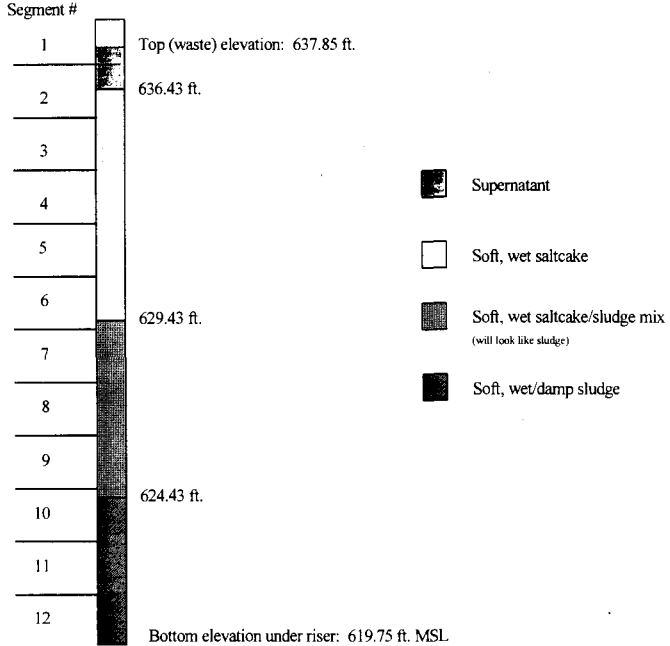 Segment #
1
Top (waste) elevation: 637.85 ft.
636.43 ft.
2
3
4
5
6
629.43 ft.
7
8
9
624.43 ft.
10
11
12
Bottom elevation under riser: 619.75 ft. MSL
Supernatant
Soft, wet saltcake
Soft, wet saltcake/sludge mix
(will look like sludge)
Soft, wet/damp sludge